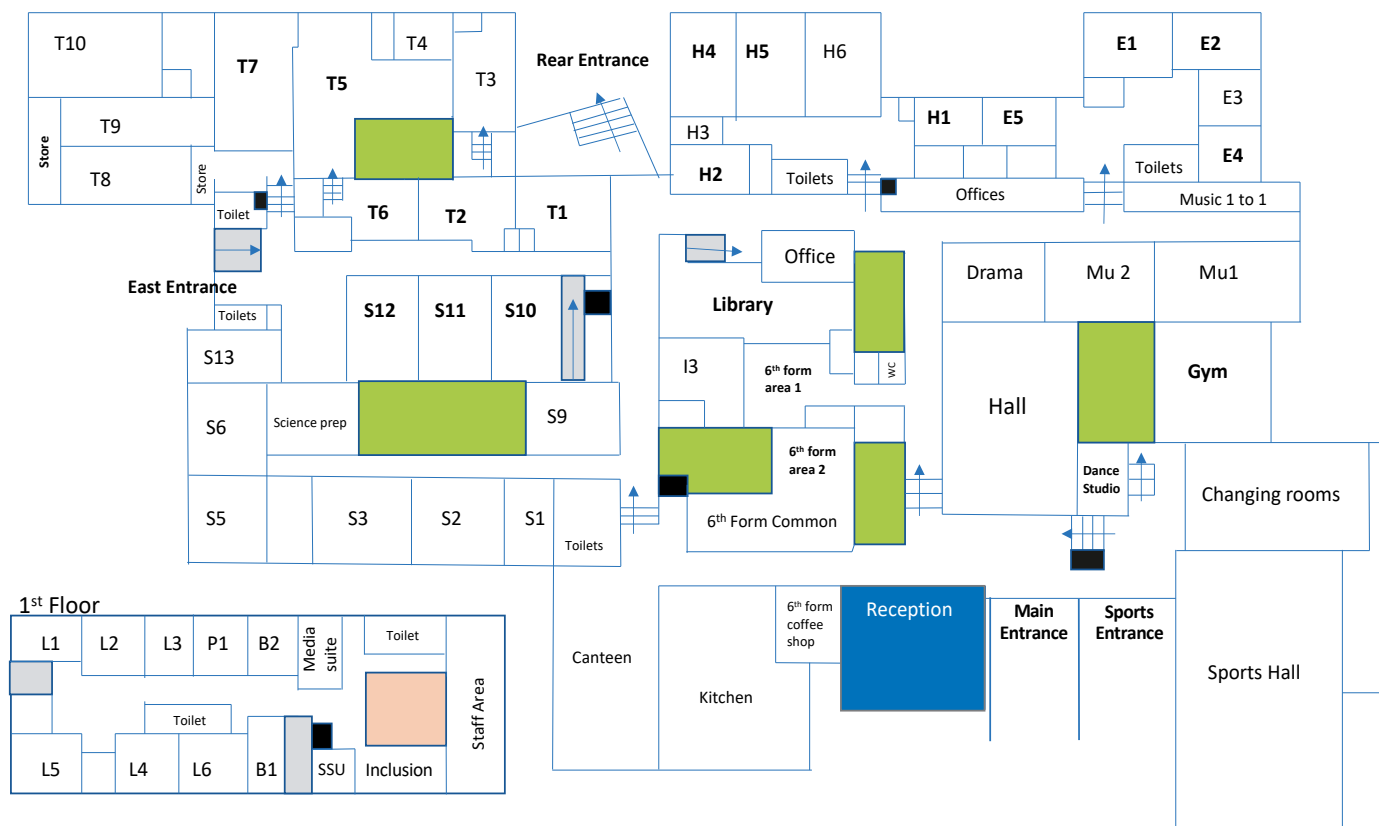 T10
T7
T5
T4
T3
Rear Entrance
H4
H5
H6
E1
E2
E3
T9
Store
T8
Store
H3
H1
E5
E4
H2
Toilets
Toilets
Offices
Music 1 to 1
Toilet
T6
T2
T1
East Entrance
Office
Drama
Mu 2
Mu1
Library
Toilets
S12
S11
S10
S13
I3
6th form
area 1
wc
Gym
Hall
S6
Science prep
S9
6th form
area 2
Dance
Studio
Changing rooms
S5
S3
S2
S1
Toilets
6th Form Common
1st Floor
L1
L2
L3
P1
B2
Media
suite
Toilet
Staff Area
Toilet
L5
L4
L6
B1
SSU
Inclusion
Canteen
Kitchen
6th form
coffee
shop
Reception
Main
Entrance
Sports
Entrance
Sports Hall